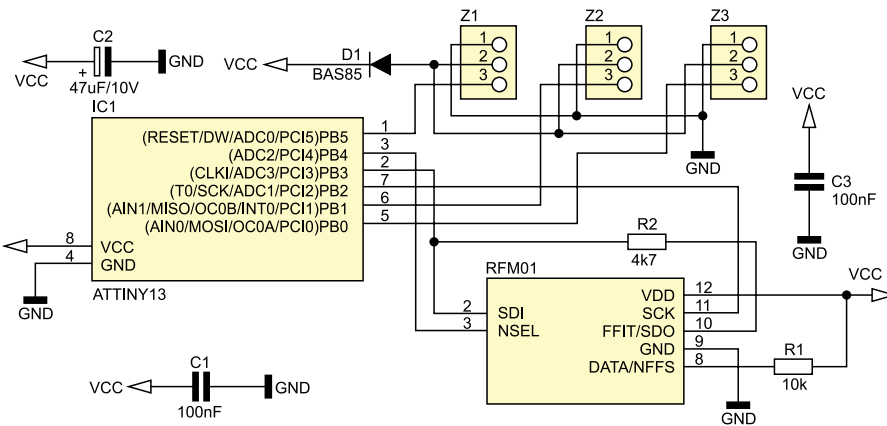 Z1
Z2
Z3
C2
VCC
+
47uF/10V
GND
VCC
D1
BAS85
1
2
3
1
2
3
1
2
3
VCC
C3
100nF
GND
GND
IC1
(RESET/DW/ADC0/PCI5)PB5
(ADC2/PCI4)PB4
(CLKI/ADC3/PCI3)PB3
(T0/SCK/ADC1/PCI2)PB2
(AIN1/MISO/OC0B/INT0/PCI1)PB1
(AIN0/MOSI/OC0A/PCI0)PB0
1
3
2
7
6
5
8
VCC
4
GND
ATTINY13
GND
R2
4k7
RFM01
2
SDI
3
NSEL
VDD
12
SCK
11
FFIT/SDO
10
GND
9
DATA/NFFS
8
VCC
R1
10k
GND
C1
VCC
100nF
GND